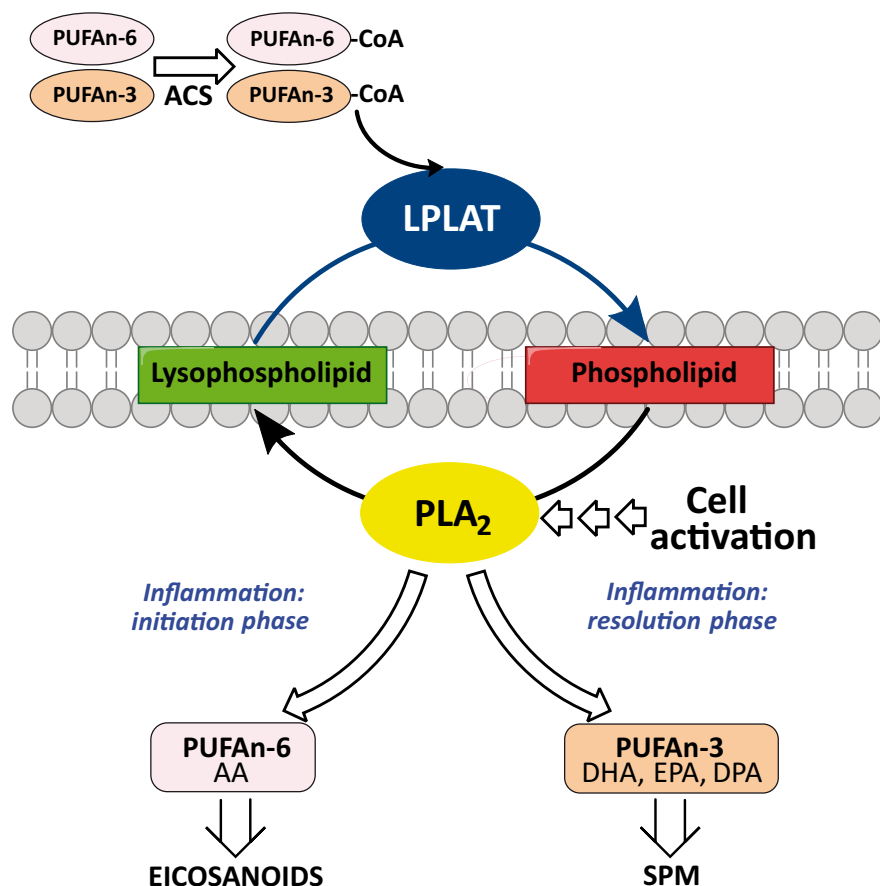 PUFAn-6
PUFAn-6 -CoA
ACS
PUFAn-3
PUFAn-3 -CoA
LPLAT
Lysophospholipid
Phospholipid
PLA2
Cell
activation
Inflammation:
initiation phase
Inflammation:
resolution phase
PUFAn-6
AA
PUFAn-3
DHA, EPA, DPA
EICOSANOIDS
SPM